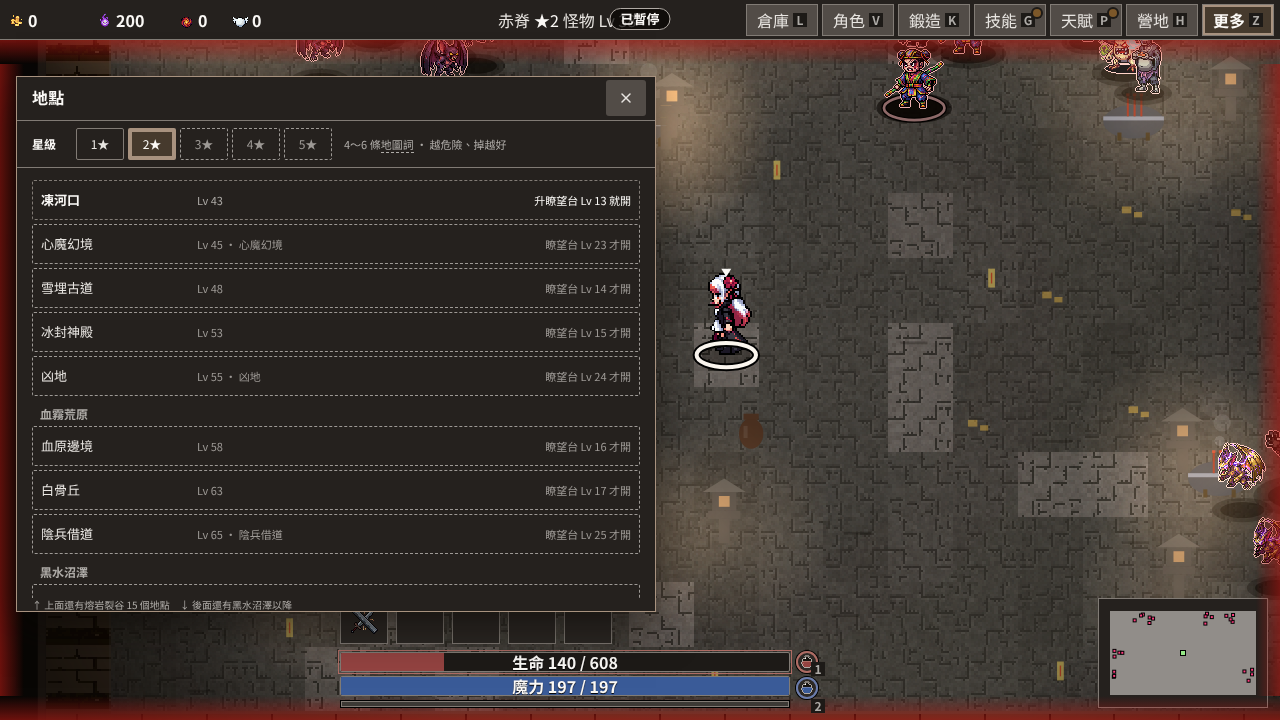 0
200
0
0
赤脊 ★2 怪物 Lv
已暫停
倉庫 L
角色 V
鍛造 K
技能 G
天賦 P
營地 H
更多 Z
地點
×
星級
1★
2★
3★
4★
5★
4～6 條地圖詞 · 越危險、掉越好
凍河口 Lv 43 升瞭望台 Lv 13 就開
心魔幻境 Lv 45 · 心魔幻境 瞭望台 Lv 23 才開
雪埋古道 Lv 48 瞭望台 Lv 14 才開
冰封神殿 Lv 53 瞭望台 Lv 15 才開
凶地 Lv 55 · 凶地 瞭望台 Lv 24 才開
血霧荒原
血原邊境 Lv 58 瞭望台 Lv 16 才開
白骨丘 Lv 63 瞭望台 Lv 17 才開
陰兵借道 Lv 65 · 陰兵借道 瞭望台 Lv 25 才開
黑水沼澤
↑ 上面還有熔岩裂谷 15 個地點 ↓ 後面還有黑水沼澤以降
生命 140 / 608
1
魔力 197 / 197
2